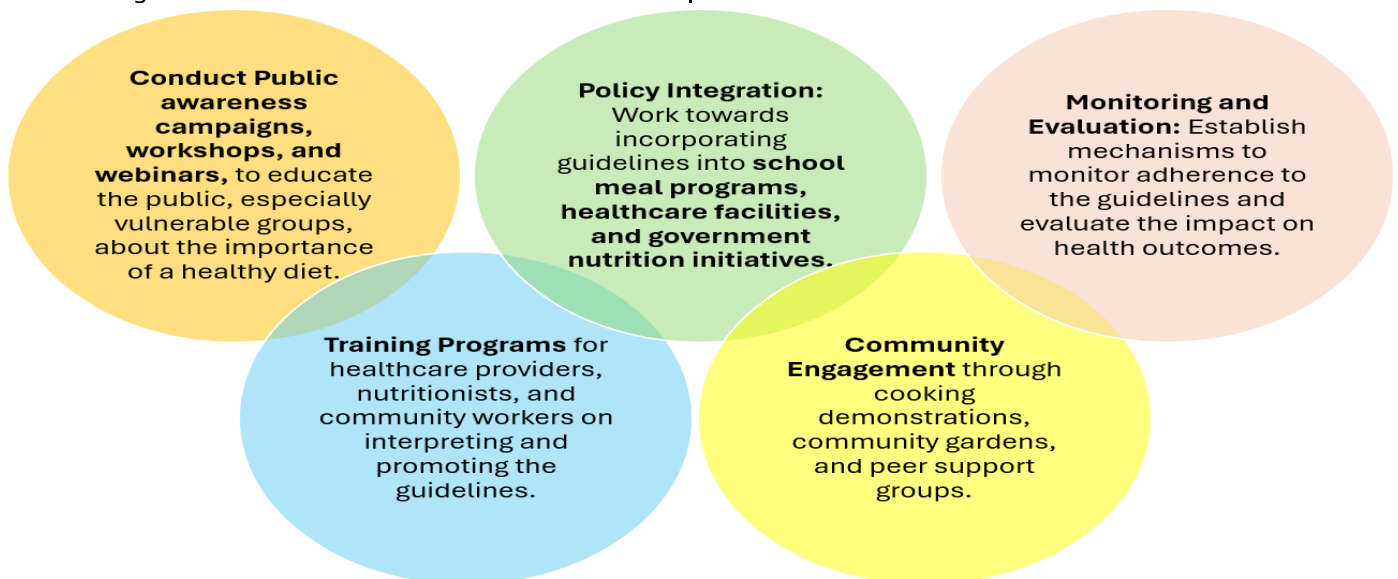 Conduct Public
awareness
campaigns,
workshops, and
webinars, to educate
the public, especially
vulnerable groups,
about the importance
of a healthy diet.
Training Programs for
healthcare providers,
nutritionists, and
community workers on
interpreting and
promoting the
guidelines.
Policy Integration:
Work towards
incorporating
guidelines into school
meal programs,
healthcare facilities,
and government
nutrition initiatives.
Community
Engagement through
cooking
demonstrations,
community gardens,
and peer support
groups.
Monitoring and
Evaluation: Establish
mechanisms to
monitor adherence to
the guidelines and
evaluate the impact on
health outcomes.